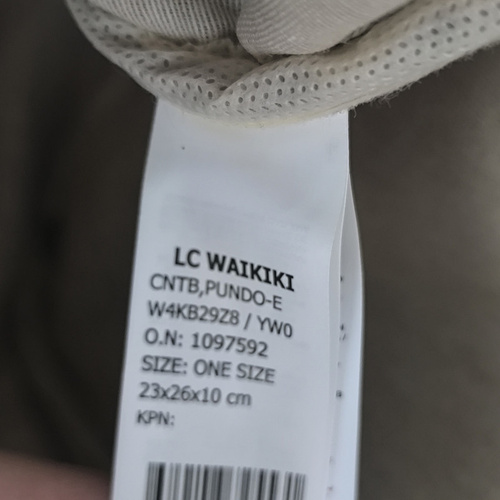 LC WAIKIKI
CNTB,PUNDO-E
W4KB29Z8 / YW0
O.N: 1097592
SIZE: ONE SIZE
23x26x10 cm
KPN: